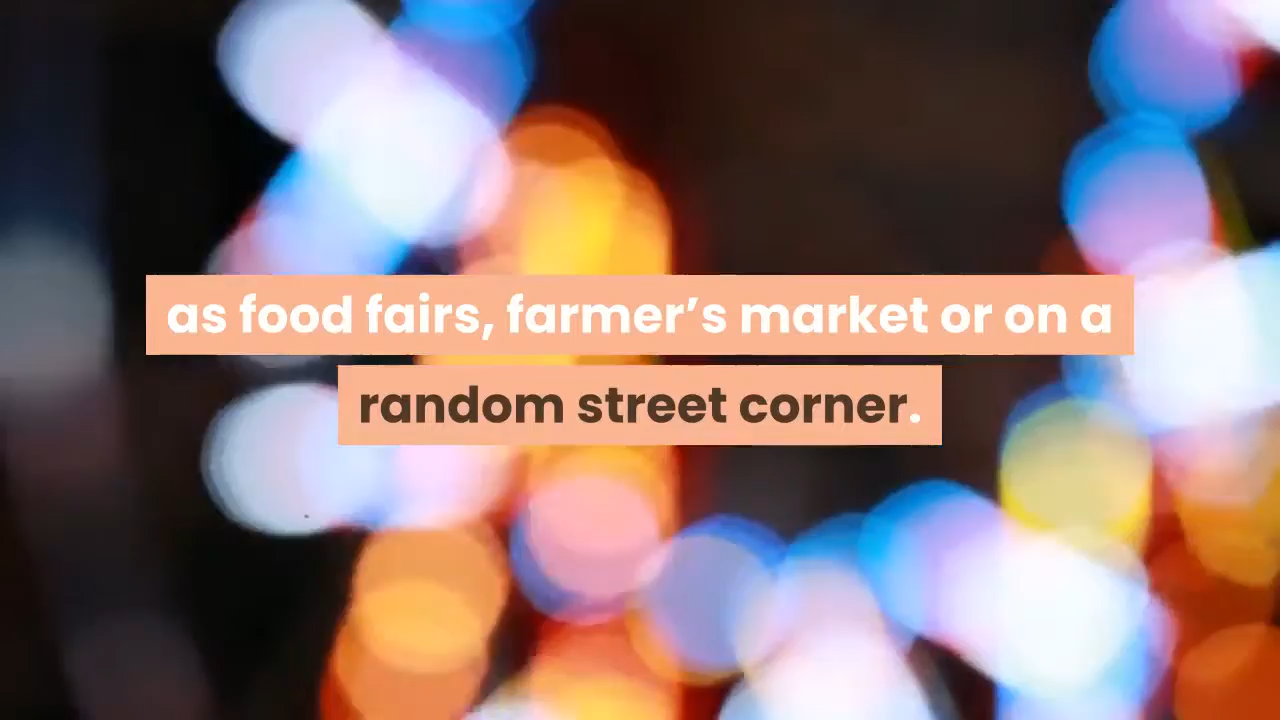 as food fairs, farmer’s market or on a
random street corner.